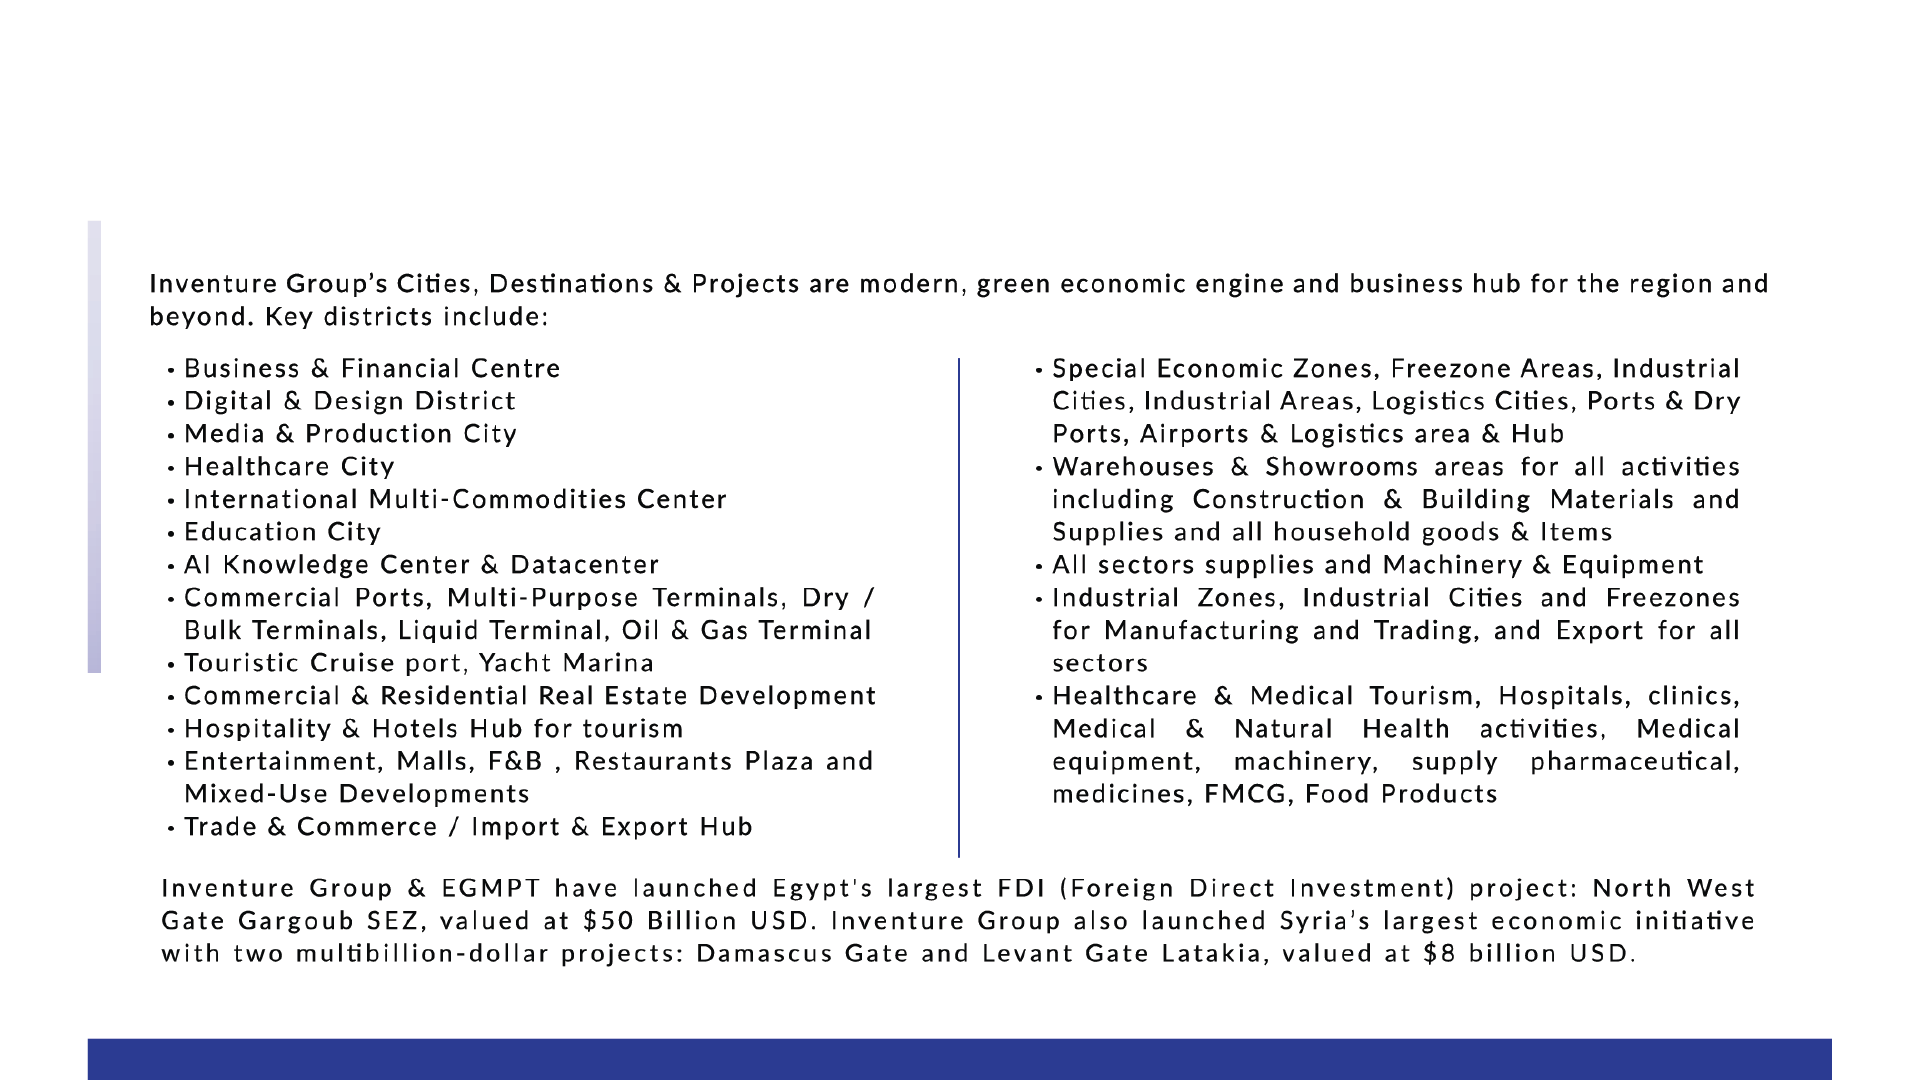 Inventure Group’s Cities, Destinations & Projects are modern, green economic engine and business hub for the region and
beyond. Key districts include:
• Business & Financial Centre
• Digital & Design District
• Media & Production City
• Healthcare City
• International Multi-Commodities Center
• Education City
• AI Knowledge Center & Datacenter
• Commercial Ports, Multi-Purpose Terminals, Dry /
Bulk Terminals, Liquid Terminal, Oil & Gas Terminal
• Touristic Cruise port, Yacht Marina
• Commercial & Residential Real Estate Development
• Hospitality & Hotels Hub for tourism
• Entertainment, Malls, F&B , Restaurants Plaza and
Mixed-Use Developments
• Trade & Commerce / Import & Export Hub
• Special Economic Zones, Freezone Areas, Industrial
Cities, Industrial Areas, Logistics Cities, Ports & Dry
Ports, Airports & Logistics area & Hub
• Warehouses & Showrooms areas for all activities
including Construction & Building Materials and
Supplies and all household goods & Items
• All sectors supplies and Machinery & Equipment
• Industrial Zones, Industrial Cities and Freezones
for Manufacturing and Trading, and Export for all
sectors
• Healthcare & Medical Tourism, Hospitals, clinics,
Medical & Natural Health activities, Medical
equipment, machinery, supply pharmaceutical,
medicines, FMCG, Food Products
Inventure Group & EGMPT have launched Egypt's largest FDI (Foreign Direct Investment) project: North West
Gate Gargoub SEZ, valued at $50 Billion USD. Inventure Group also launched Syria’s largest economic initiative
with two multibillion-dollar projects: Damascus Gate and Levant Gate Latakia, valued at $8 billion USD.